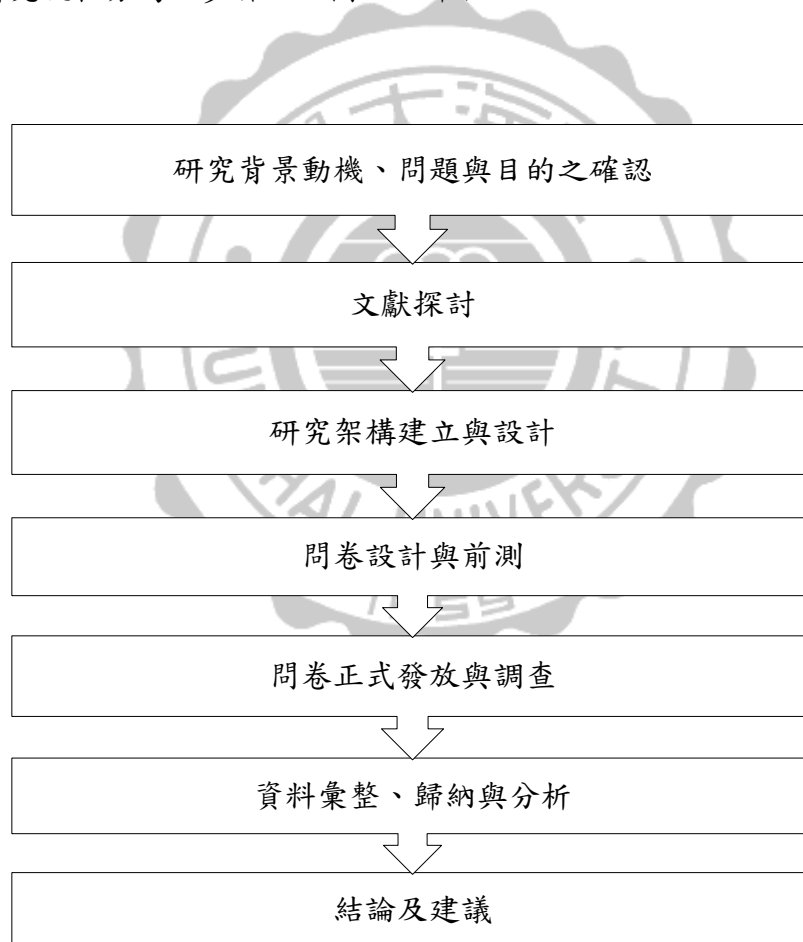 研究背景動機、問題與目的之確認
文獻探討
研究架構建立與設計
問卷設計與前測
問卷正式發放與調查
資料彙整、歸納與分析
結論及建議